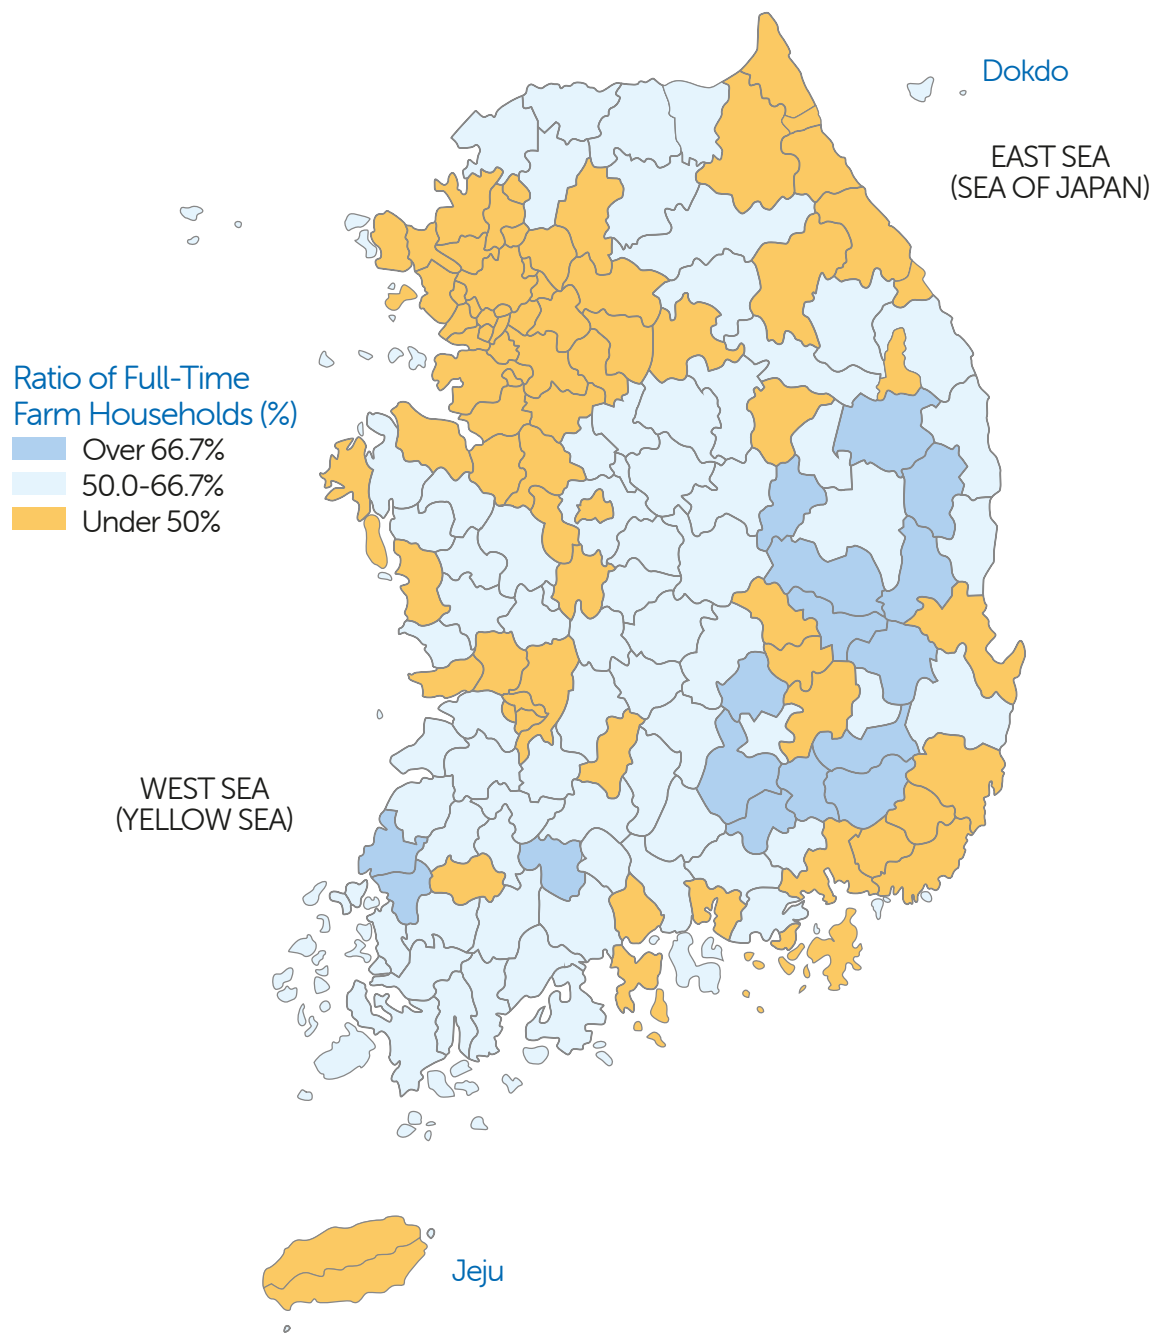 Dokdo
EAST SEA
(SEA OF JAPAN)
Ratio of Full-Time
Farm Households (%)
Over 66.7%
50.0-66.7%
Under 50%
WEST SEA
(YELLOW SEA)
Jeju